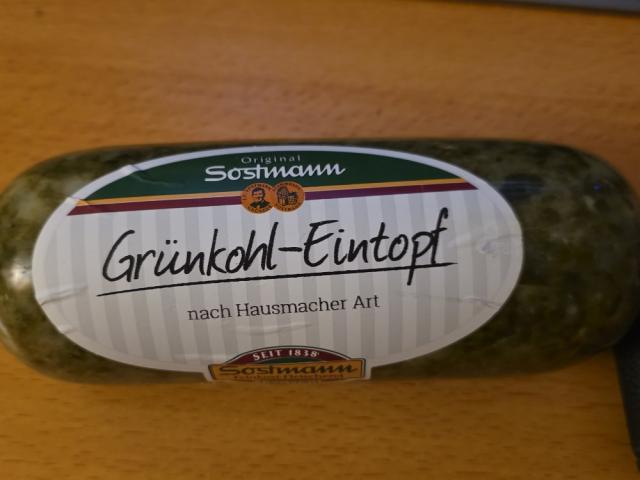 Original
Sostmann
Grünkohl-Eintopf
nach Hausmacher Art
SEIT 1838
Sostmann